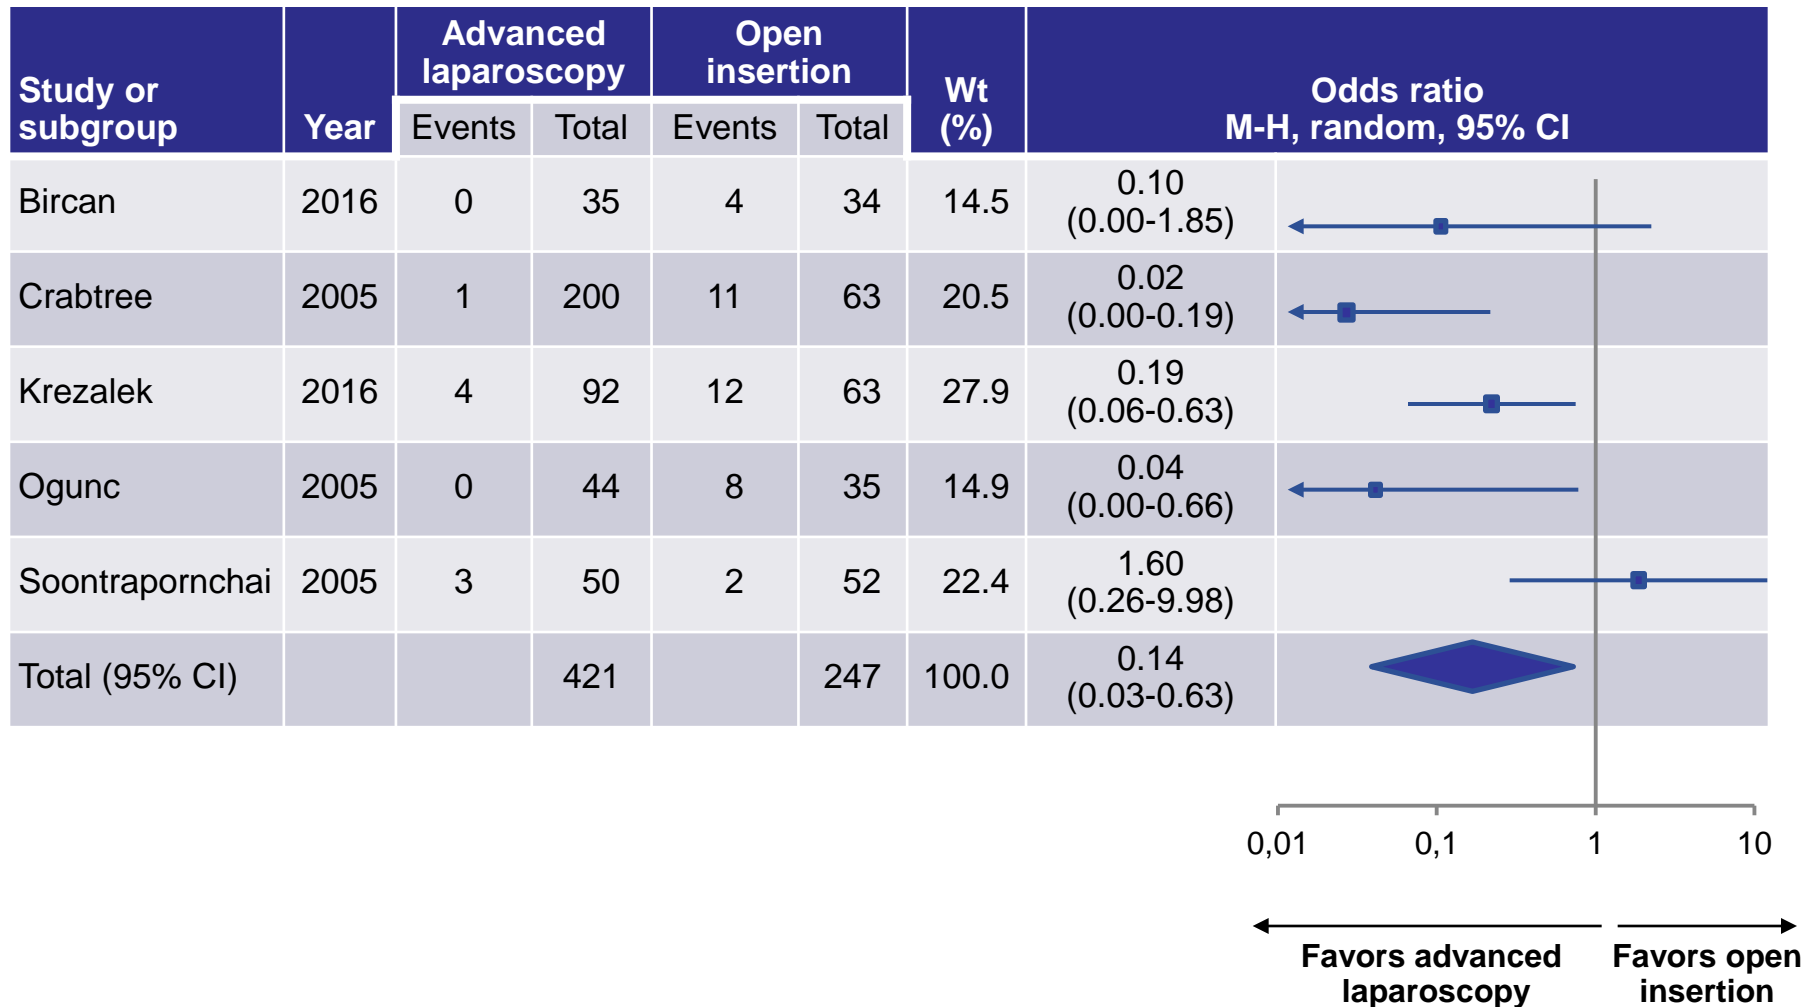 Study or subgroup Year Advanced laparoscopy Open insertion Wt (%) Odds ratio M-H, random, 95% CI
Events Total Events Total
Bircan 2016 0 35 4 34 14.5 0.10 (0.00-1.85)
Crabtree 2005 1 200 11 63 20.5 0.02 (0.00-0.19)
Krezalek 2016 4 92 12 63 27.9 0.19 (0.06-0.63)
Ogunc 2005 0 44 8 35 14.9 0.04 (0.00-0.66)
Soontrapornchai 2005 3 50 2 52 22.4 1.60 (0.26-9.98)
Total (95% CI) 421 247 100.0 0.14 (0.03-0.63)
0,01 0,1 1 10
Favors advanced laparoscopy
Favors open insertion